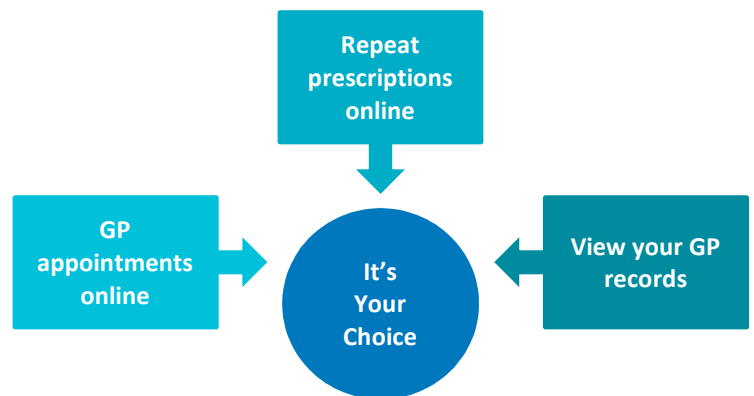 Repeat
prescriptions
online
GP
appointments
online
It's
Your
Choice
View your GP
records